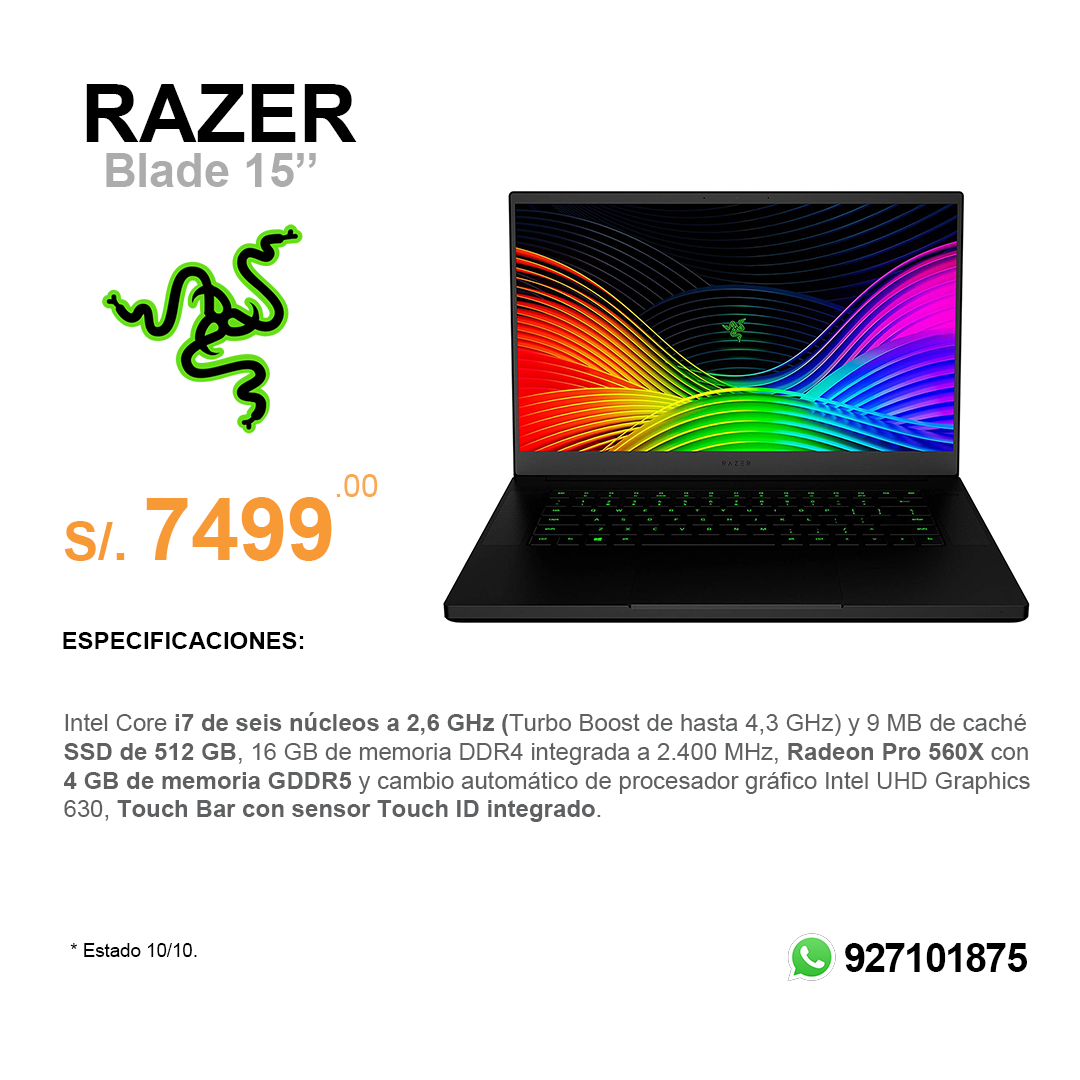 RAZER
Blade 15’’
RAZER
S/. 7499.00
ESPECIFICACIONES:
Intel Core i7 de seis núcleos a 2,6 GHz (Turbo Boost de hasta 4,3 GHz) y 9 MB de caché
SSD de 512 GB, 16 GB de memoria DDR4 integrada a 2.400 MHz, Radeon Pro 560X con
4 GB de memoria GDDR5 y cambio automático de procesador gráfico Intel UHD Graphics
630, Touch Bar con sensor Touch ID integrado.
* Estado 10/10.
927101875